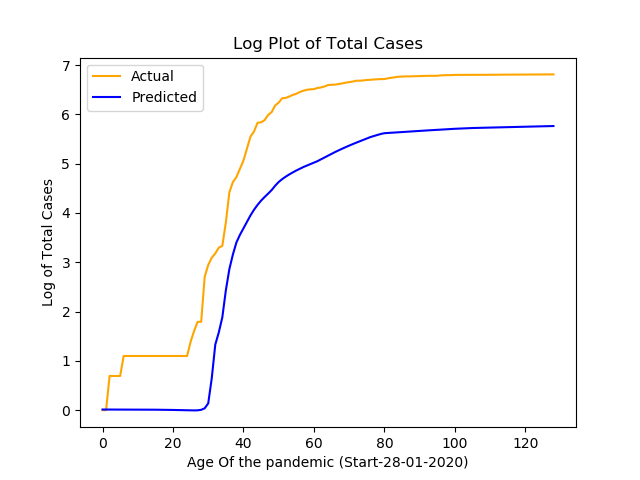 Log Plot of Total Cases
Actual
Predicted
Log of Total Cases
7
6
5
4
3
2
1
0
0 20 40 60 80 100 120
Age Of the pandemic (Start-28-01-2020)